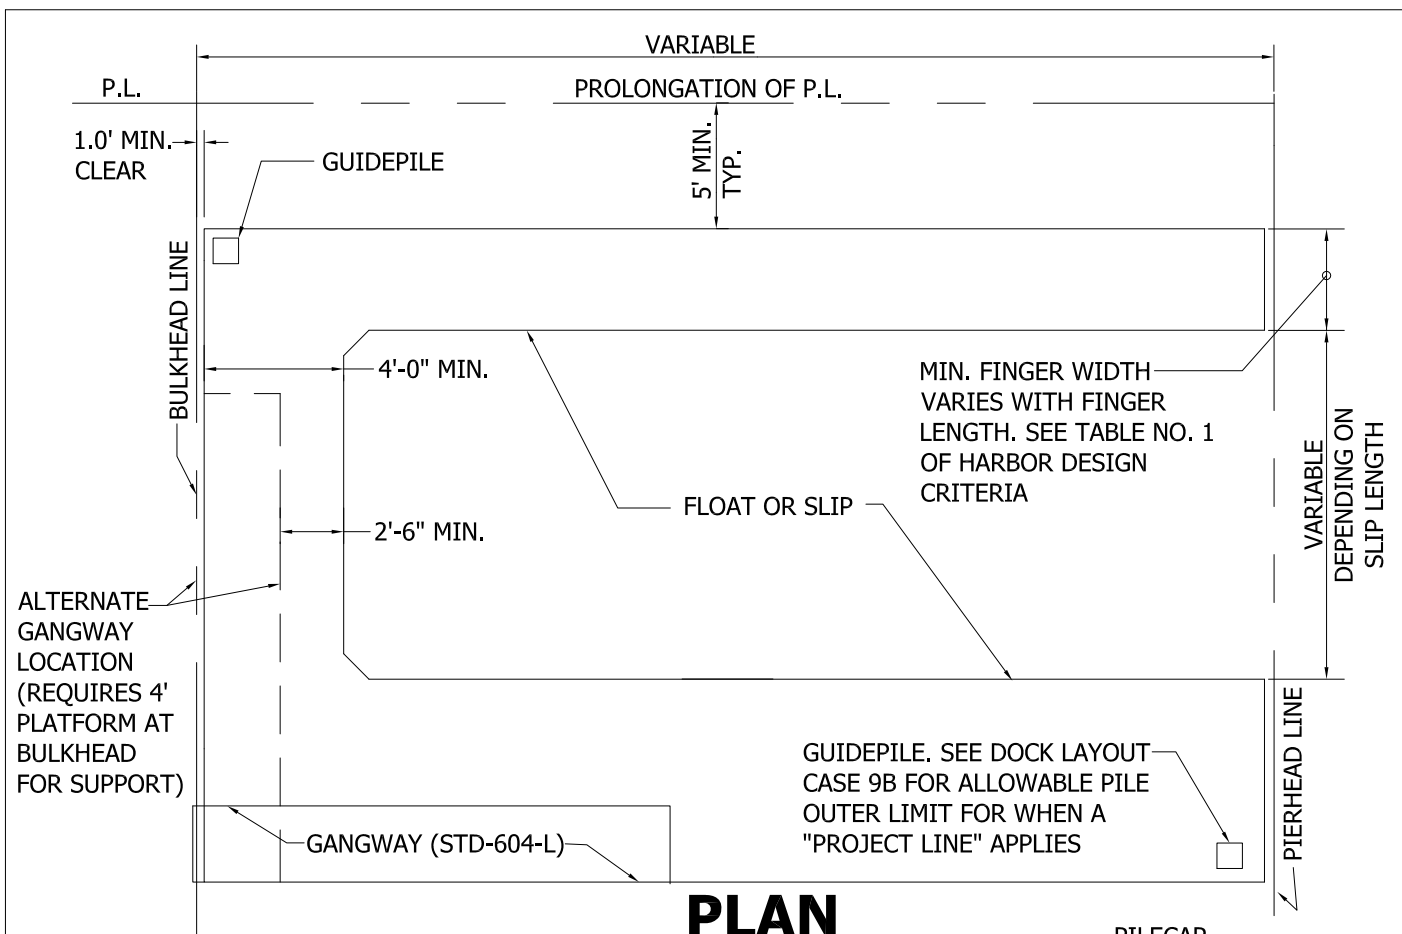 VARIABLE
P.L.
PROLONGATION OF P.L.
1.0' MIN.
CLEAR
GUIDEPILE
5' MIN.
TYP.
BULKHEAD LINE
4'-0" MIN.
MIN. FINGER WIDTH
VARIES WITH FINGER
LENGTH. SEE TABLE NO. 1
OF HARBOR DESIGN
CRITERIA
VARIABLE
DEPENDING ON
SLIP LENGTH
FLOAT OR SLIP
2'-6" MIN.
ALTERNATE
GANGWAY
LOCATION
(REQUIRES 4'
PLATFORM AT
BULKHEAD
FOR SUPPORT)
GUIDEPILE. SEE DOCK LAYOUT
CASE 9B FOR ALLOWABLE PILE
OUTER LIMIT FOR WHEN A
"PROJECT LINE" APPLIES
PIERHEAD LINE
GANGWAY (STD-604-L)
PLAN
PILECAP